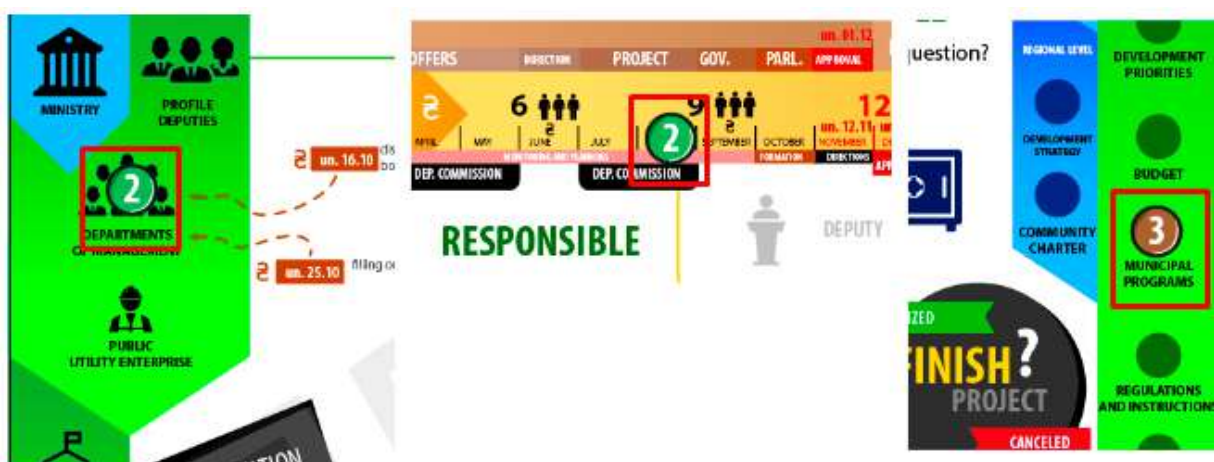 MINISTRY
PROFILE
DEPUTIES
2
DEPARTMENTS
OF MANAGEMENT
₴ un. 16.10
₴ un. 25.10
filling
PUBLIC
UTILITY ENTERPRISE
un. 01.12
OFFERS DIRECTION PROJECT GOV. PARL. APPROVAL
₴ 6 9 12
₴ ₴ un. 12.11
APRIL MAY JUNE JULY 2 SEPTEMBER OCTOBER NOVEMBER
FORMATION DIRECTIONS
DEP. COMMISSION DEP. COMMISSION
RESPONSIBLE
DEPUTY
question?
REGIONAL LEVEL
DEVELOPMENT
STRATEGY
COMMUNITY
CHARTER
FINISH?
PROJECT
CANCELED
DEVELOPMENT
PRIORITIES
BUDGET
3
MUNICIPAL
PROGRAMS
REGULATIONS
AND INSTRUCTIONS